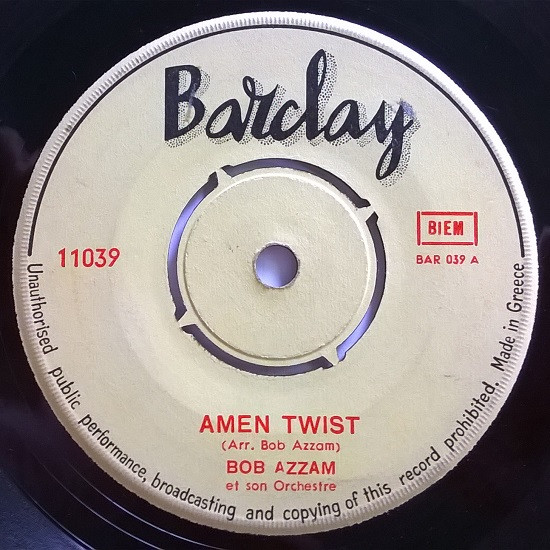 Barclay
BIEM
11039
BAR 039 A
AMEN TWIST
(Arr. Bob Azzam)
BOB AZZAM
et son Orchestre
Unauthorised public performance, broadcasting and copying of this record prohibited. Made in Greece